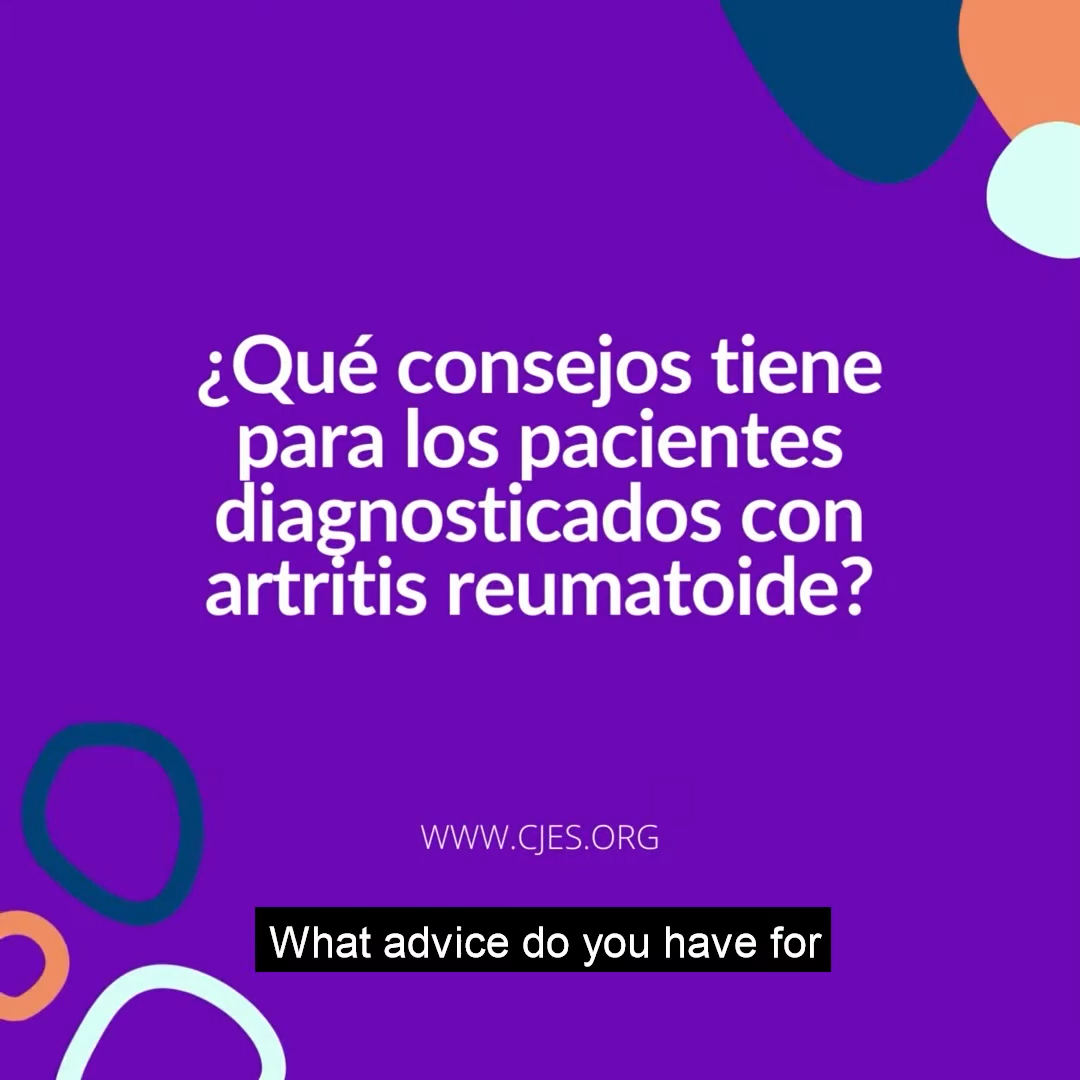 ¿Qué consejos tiene
para los pacientes
diagnosticados con
artritis reumatoide?
WWW.CJES.ORG
What advice do you have for